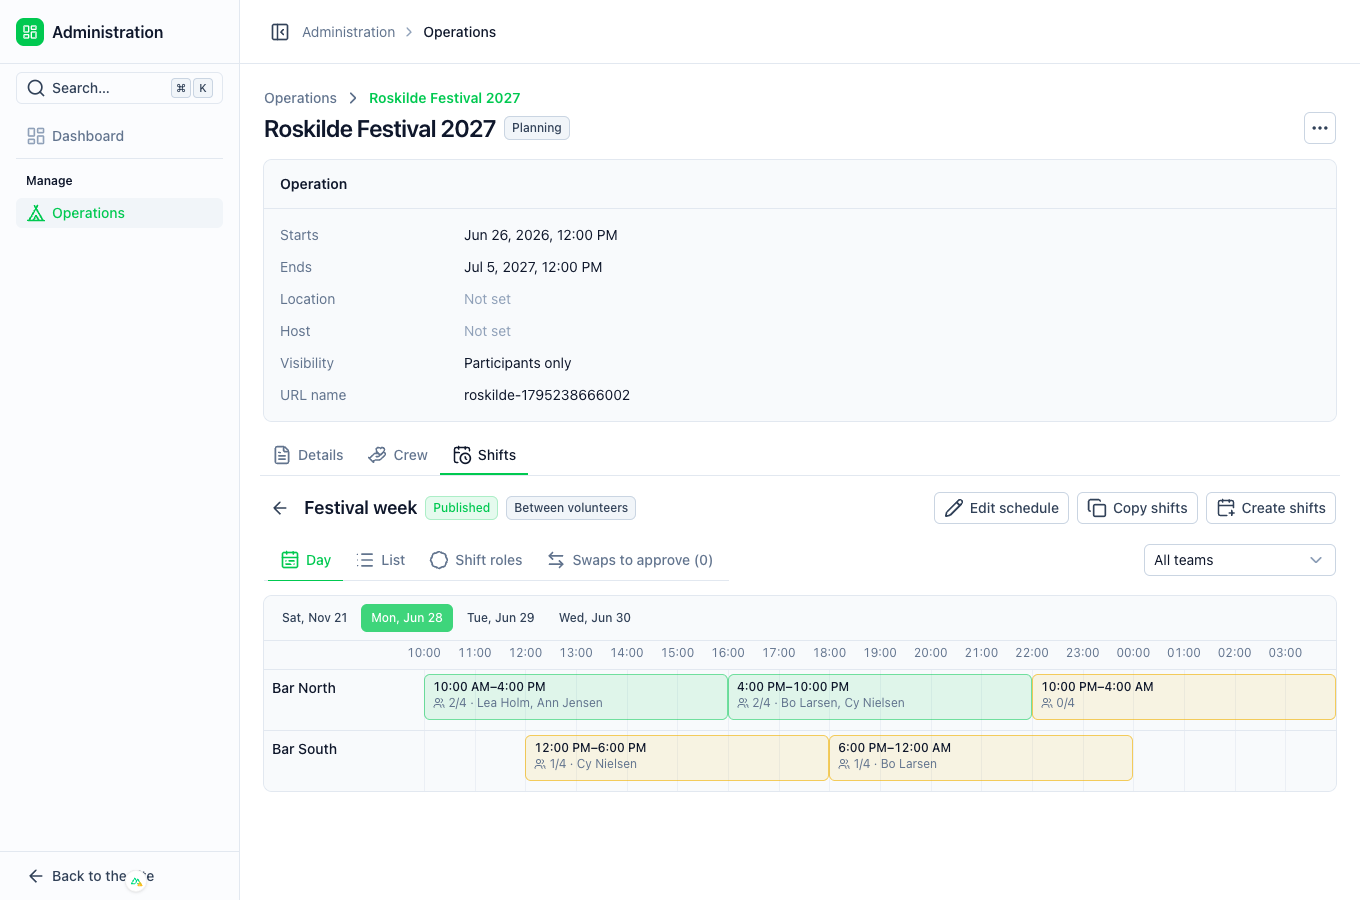 Administration
Administration > Operations
Search... ⌘ K
Dashboard
Manage
Operations
Operations > Roskilde Festival 2027
Roskilde Festival 2027 Planning
Operation
Starts Jun 26, 2026, 12:00 PM
Ends Jul 5, 2027, 12:00 PM
Location Not set
Host Not set
Visibility Participants only
URL name roskilde-1795238666002
Details Crew Shifts
Festival week Published Between volunteers Edit schedule Copy shifts Create shifts
Day List Shift roles Swaps to approve (0) All teams
Sat, Nov 21 Mon, Jun 28 Tue, Jun 29 Wed, Jun 30
10:00 11:00 12:00 13:00 14:00 15:00 16:00 17:00 18:00 19:00 20:00 21:00 22:00 23:00 00:00 01:00 02:00 03:00
Bar North
10:00 AM–4:00 PM 4:00 PM–10:00 PM 10:00 PM–4:00 AM
2/4 · Lea Holm, Ann Jensen 2/4 · Bo Larsen, Cy Nielsen 0/4
Bar South
12:00 PM–6:00 PM 6:00 PM–12:00 AM
1/4 · Cy Nielsen 1/4 · Bo Larsen
Back to the